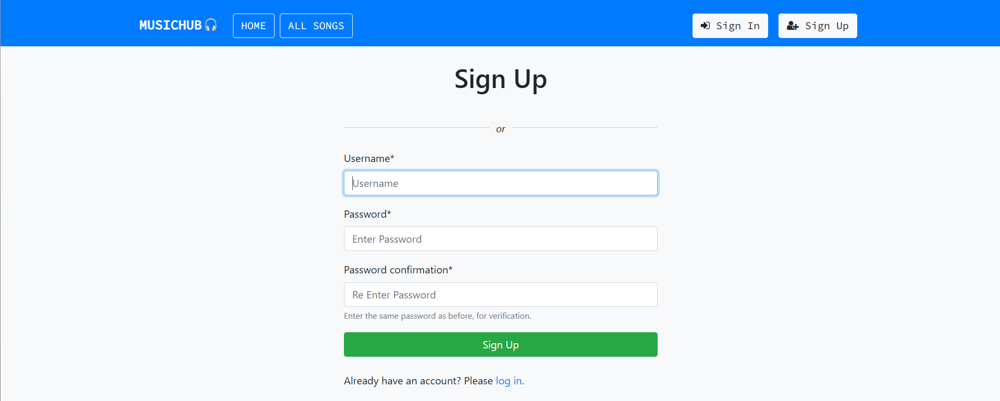 MUSICHUB HOME ALL SONGS Sign In Sign Up
Sign Up
or
Username*
Username
Password*
Enter Password
Password confirmation*
Re Enter Password
Enter the same password as before, for verification.
Sign Up
Already have an account? Please log in.